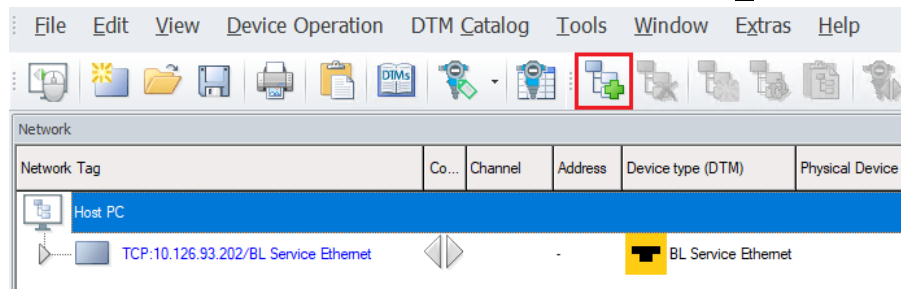 File Edit View Device Operation DTM Catalog Tools Window Extras Help
DTMs
Network
Network Tag Co... Channel Address Device type (DTM) Physical Device
Host PC
TCP:10.126.93.202/BL Service Ethernet - BL Service Ethernet